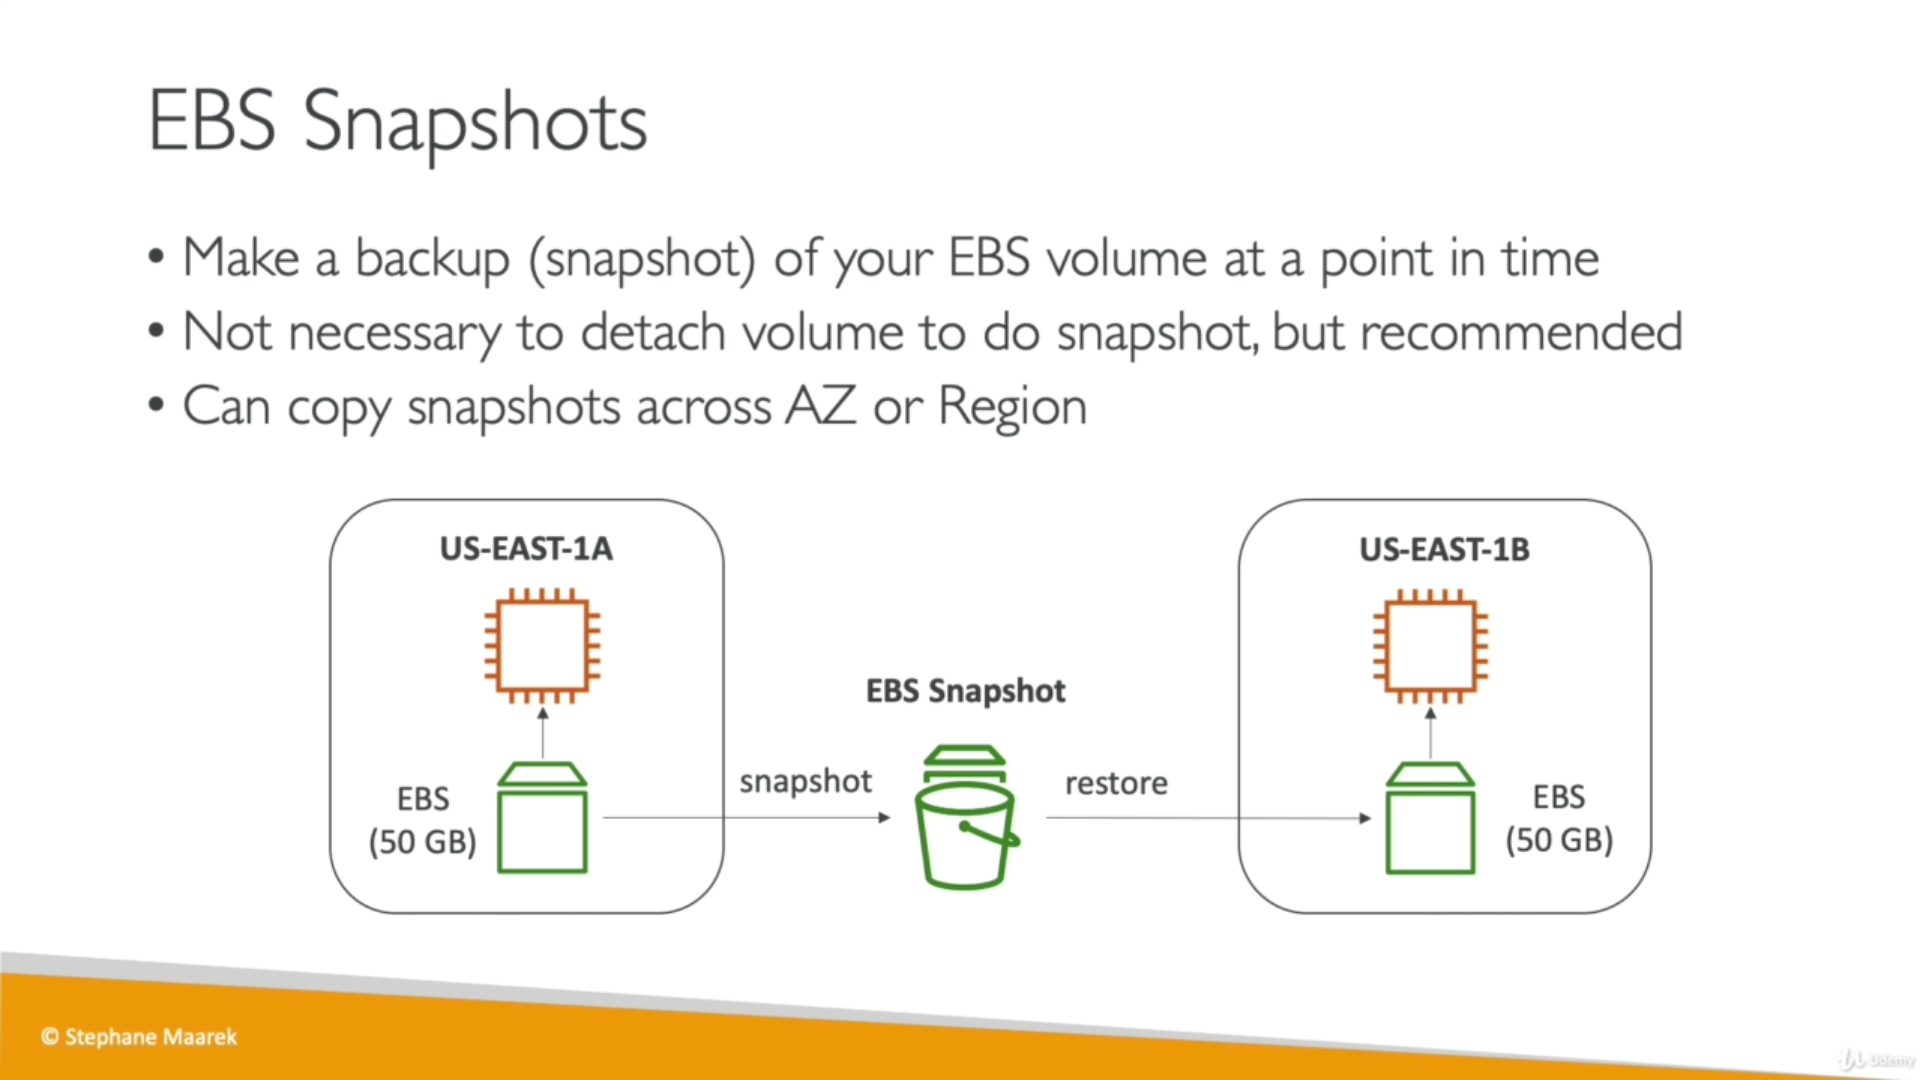 EBS Snapshots
• Make a backup (snapshot) of your EBS volume at a point in time
• Not necessary to detach volume to do snapshot, but recommended
• Can copy snapshots across AZ or Region
US-EAST-1A
US-EAST-1B
EBS Snapshot
snapshot
restore
EBS
(50 GB)
EBS
(50 GB)
© Stephane Maarek
Udemy